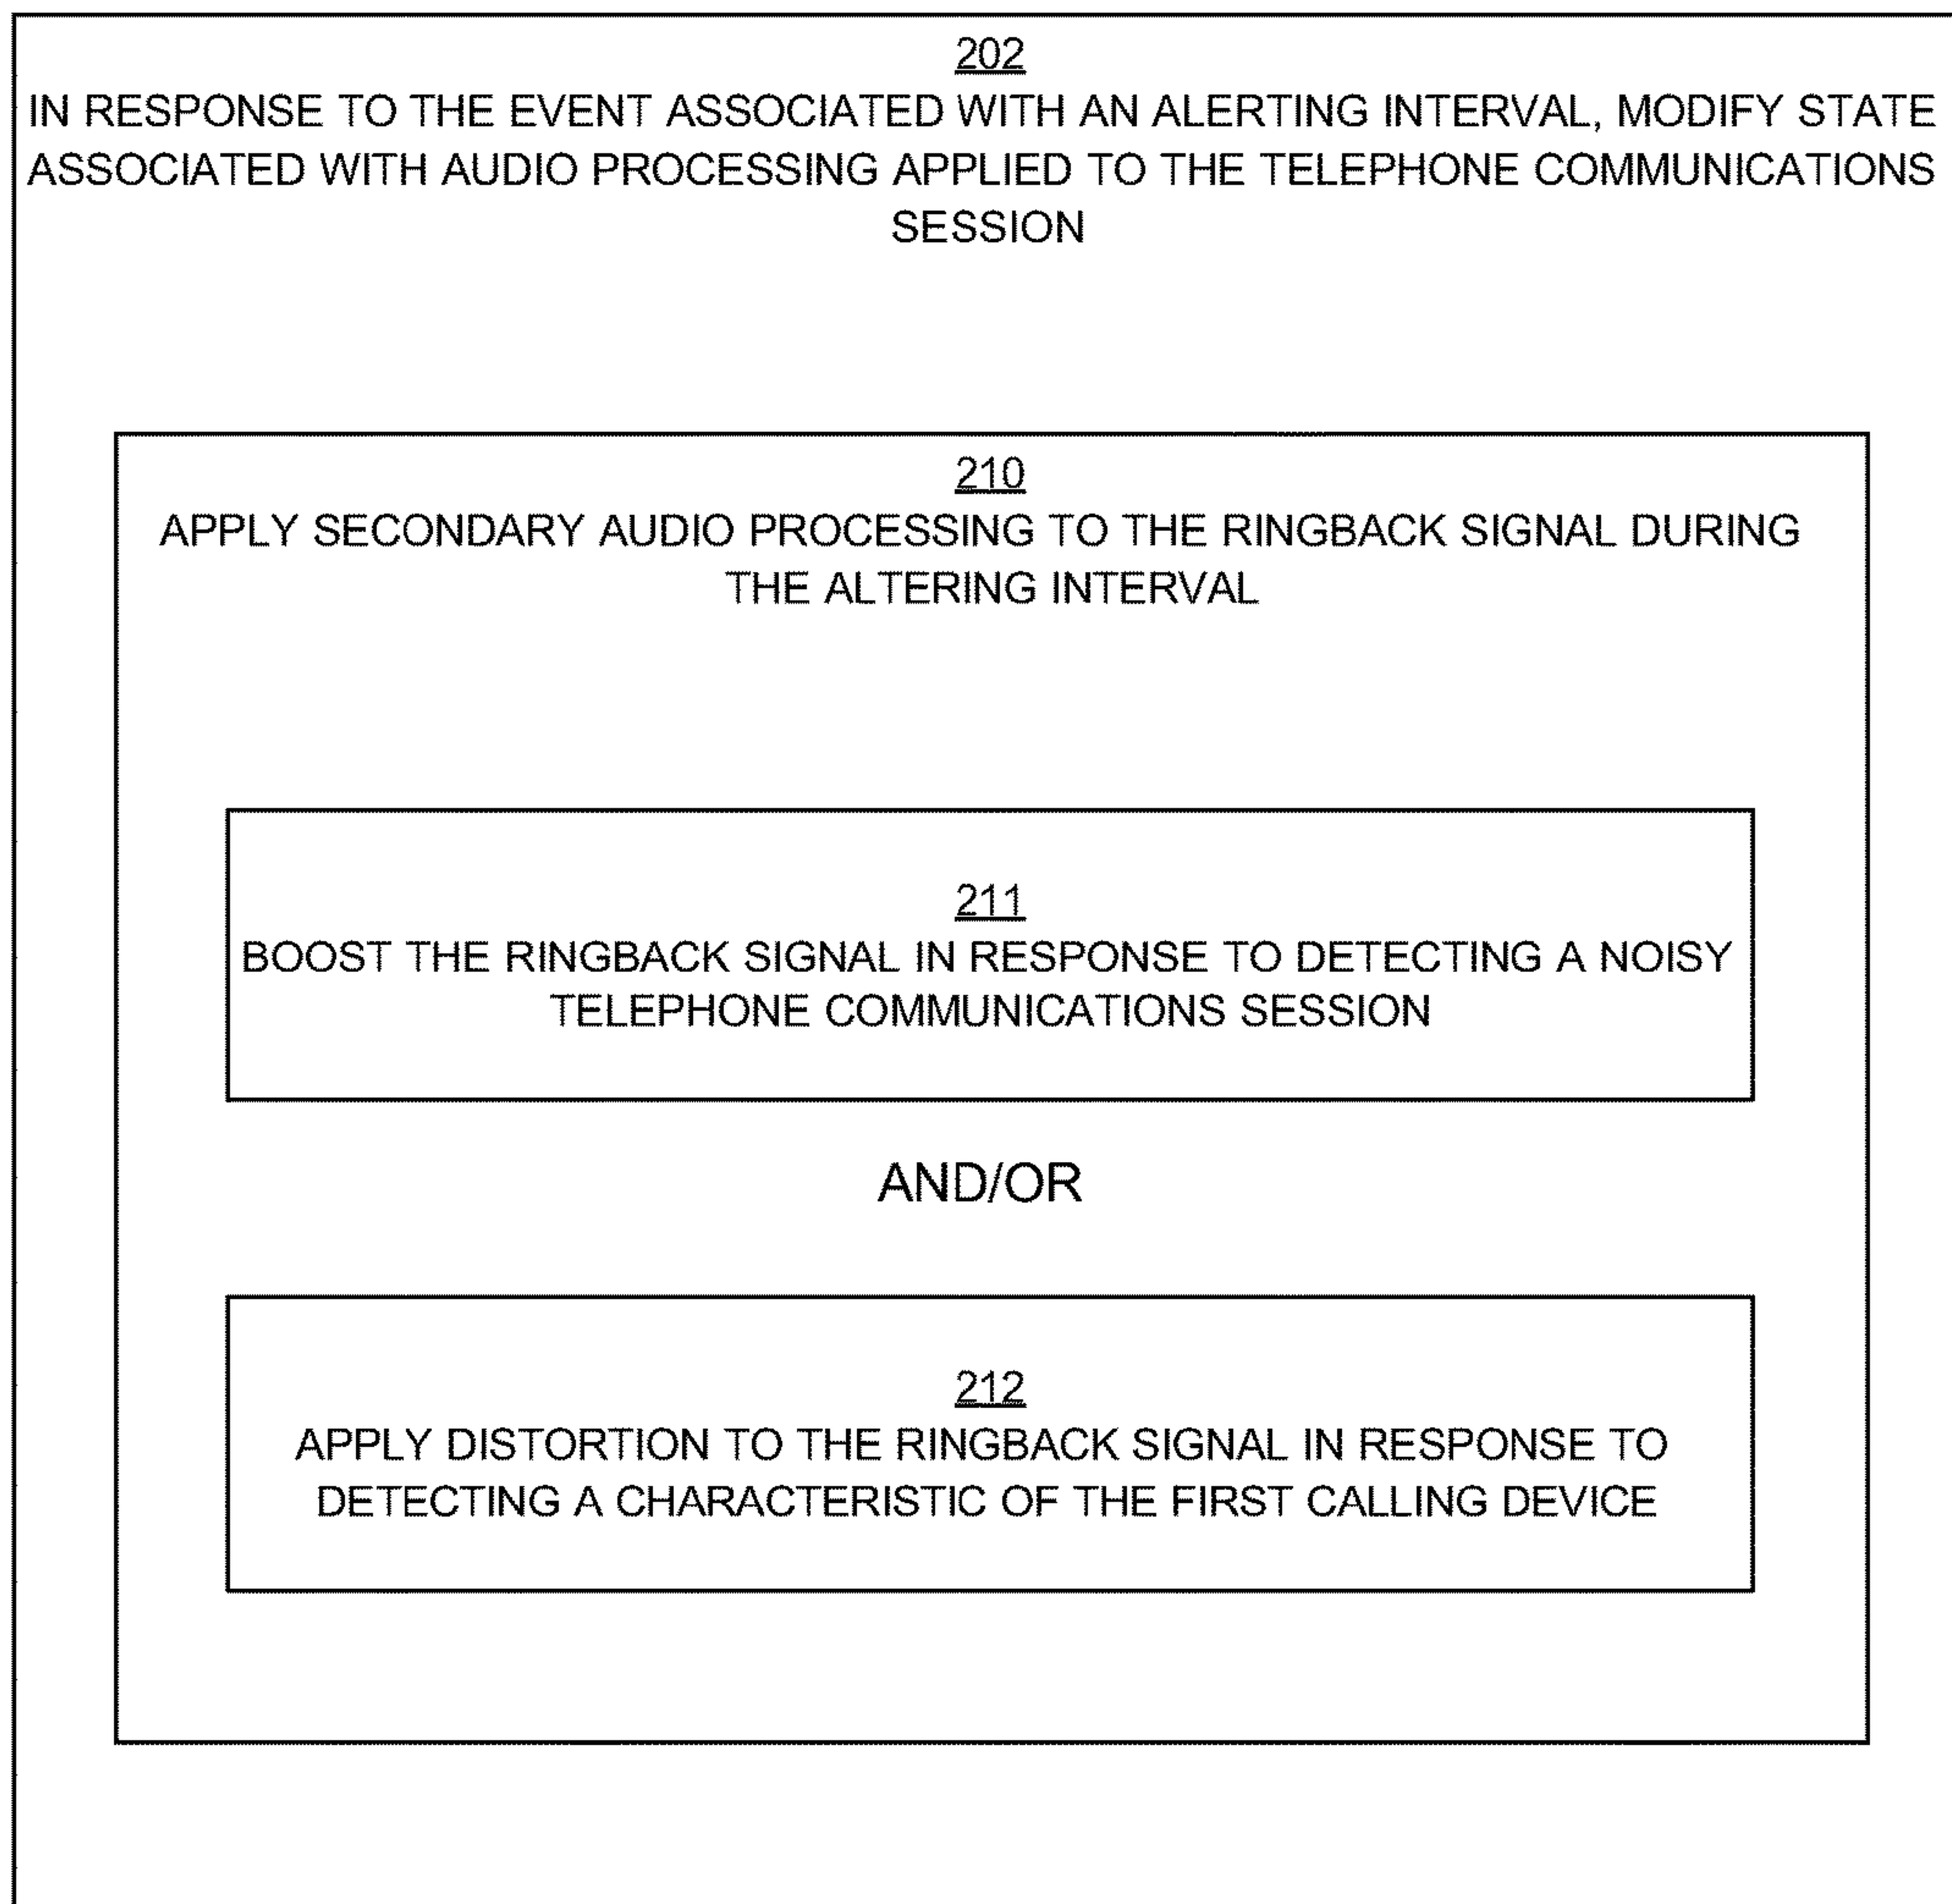 202
IN RESPONSE TO THE EVENT ASSOCIATED WITH AN ALERTING INTERVAL, MODIFY STATE
ASSOCIATED WITH AUDIO PROCESSING APPLIED TO THE TELEPHONE COMMUNICATIONS
SESSION
210
APPLY SECONDARY AUDIO PROCESSING TO THE RINGBACK SIGNAL DURING
THE ALTERING INTERVAL
211
BOOST THE RINGBACK SIGNAL IN RESPONSE TO DETECTING A NOISY
TELEPHONE COMMUNICATIONS SESSION
AND/OR
212
APPLY DISTORTION TO THE RINGBACK SIGNAL IN RESPONSE TO
DETECTING A CHARACTERISTIC OF THE FIRST CALLING DEVICE